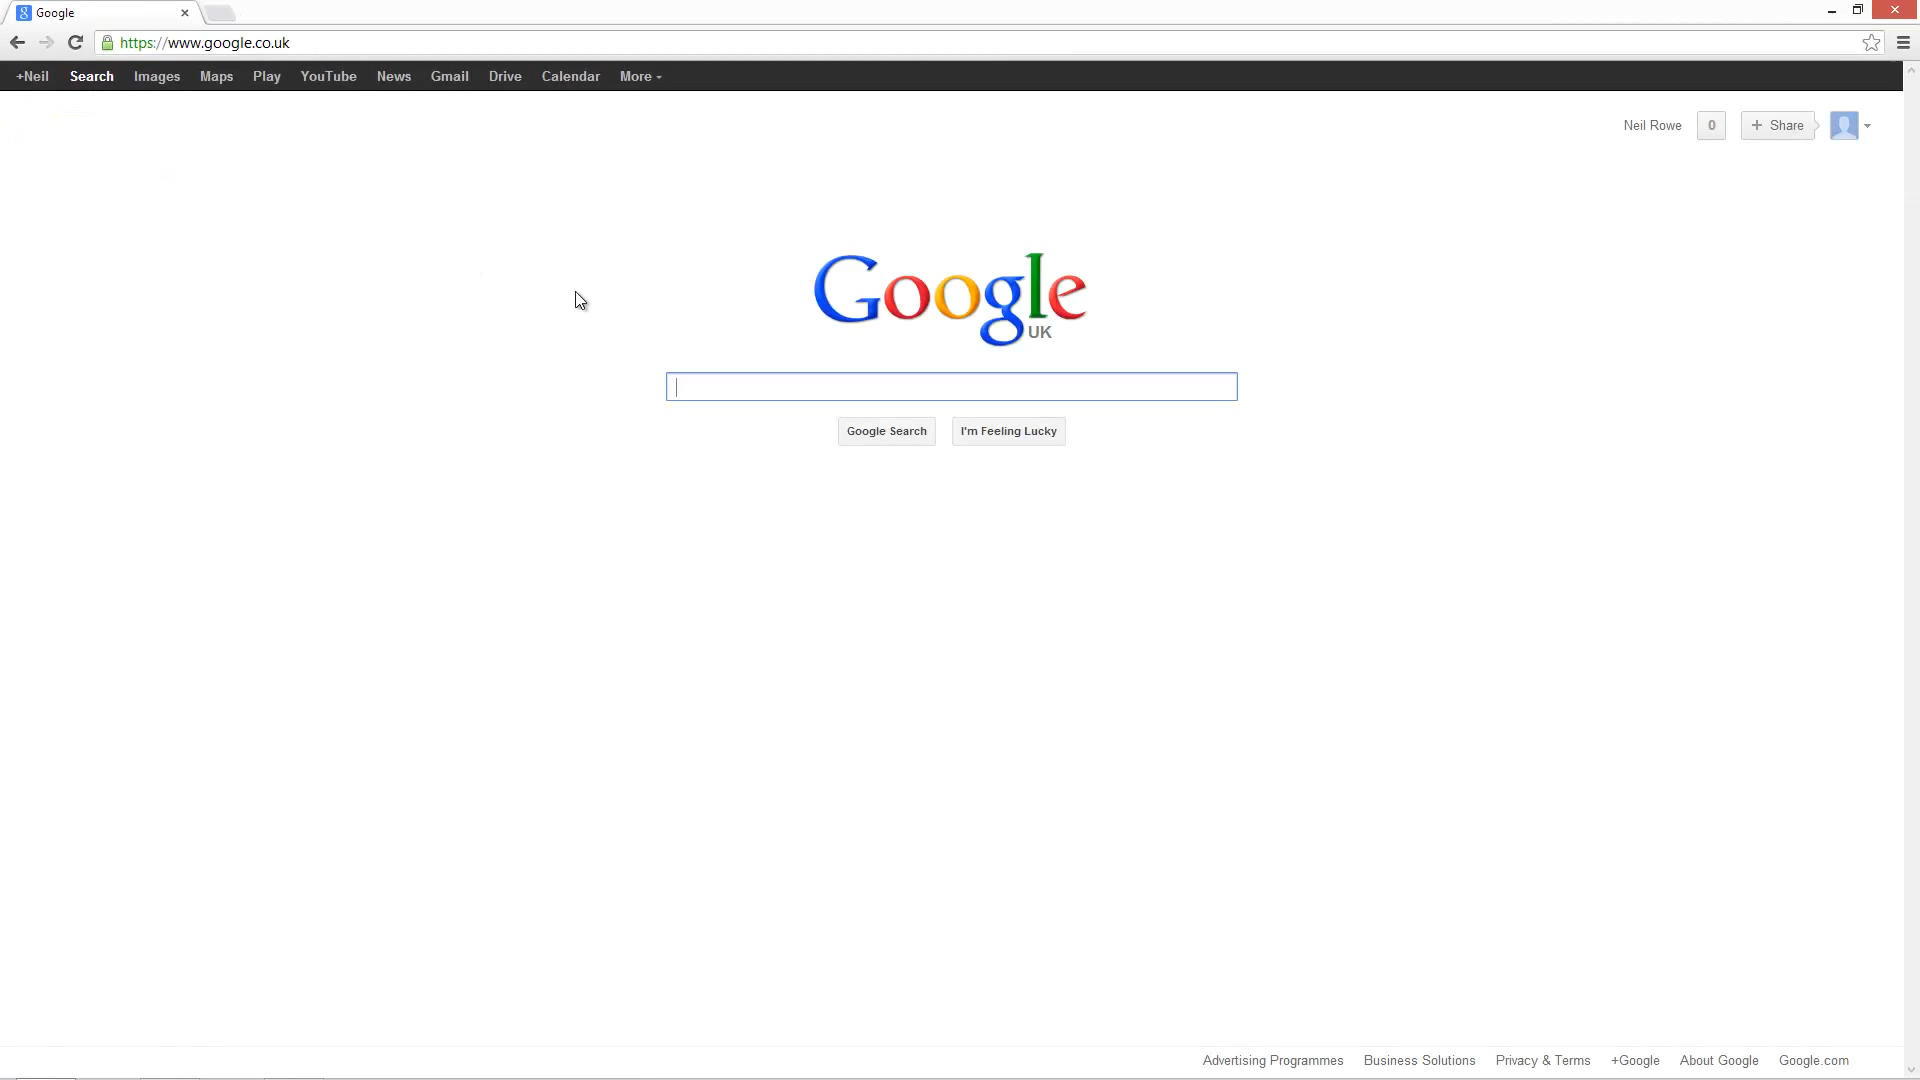 Google
https://www.google.co.uk
+Neil Search Images Maps Play YouTube News Gmail Drive Calendar More
Neil Rowe 0 + Share
Google
UK
Google Search I'm Feeling Lucky
Advertising Programmes Business Solutions Privacy & Terms +Google About Google Google.com